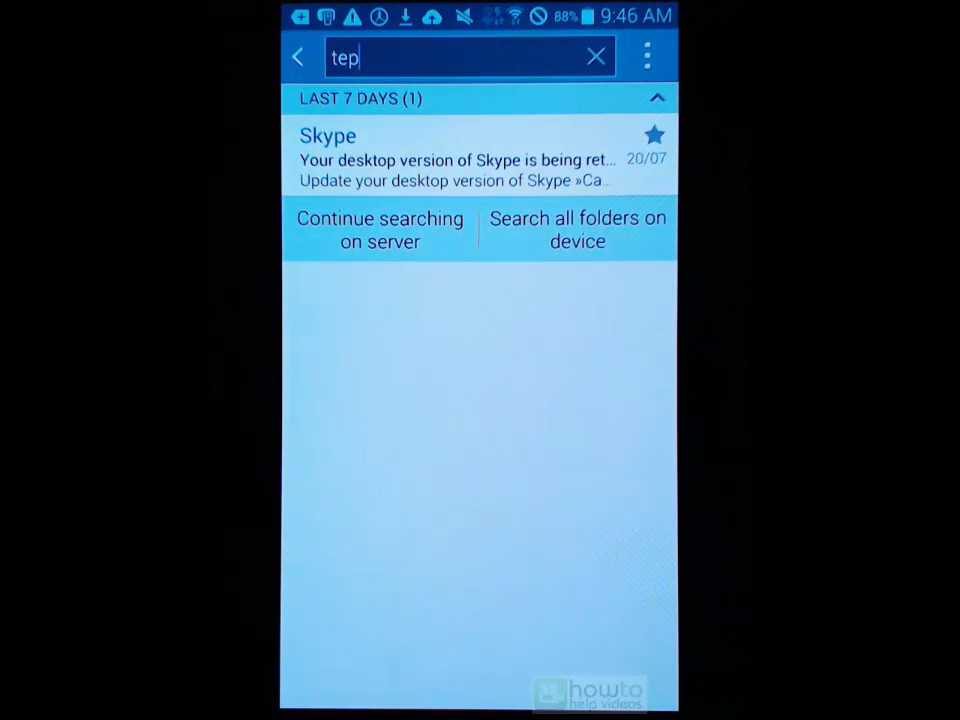 88% 9:46 AM
tep
LAST 7 DAYS (1)
Skype
Your desktop version of Skype is being ret... 20/07
Update your desktop version of Skype »Ca...
Continue searching on server
Search all folders on device
howto
help videos